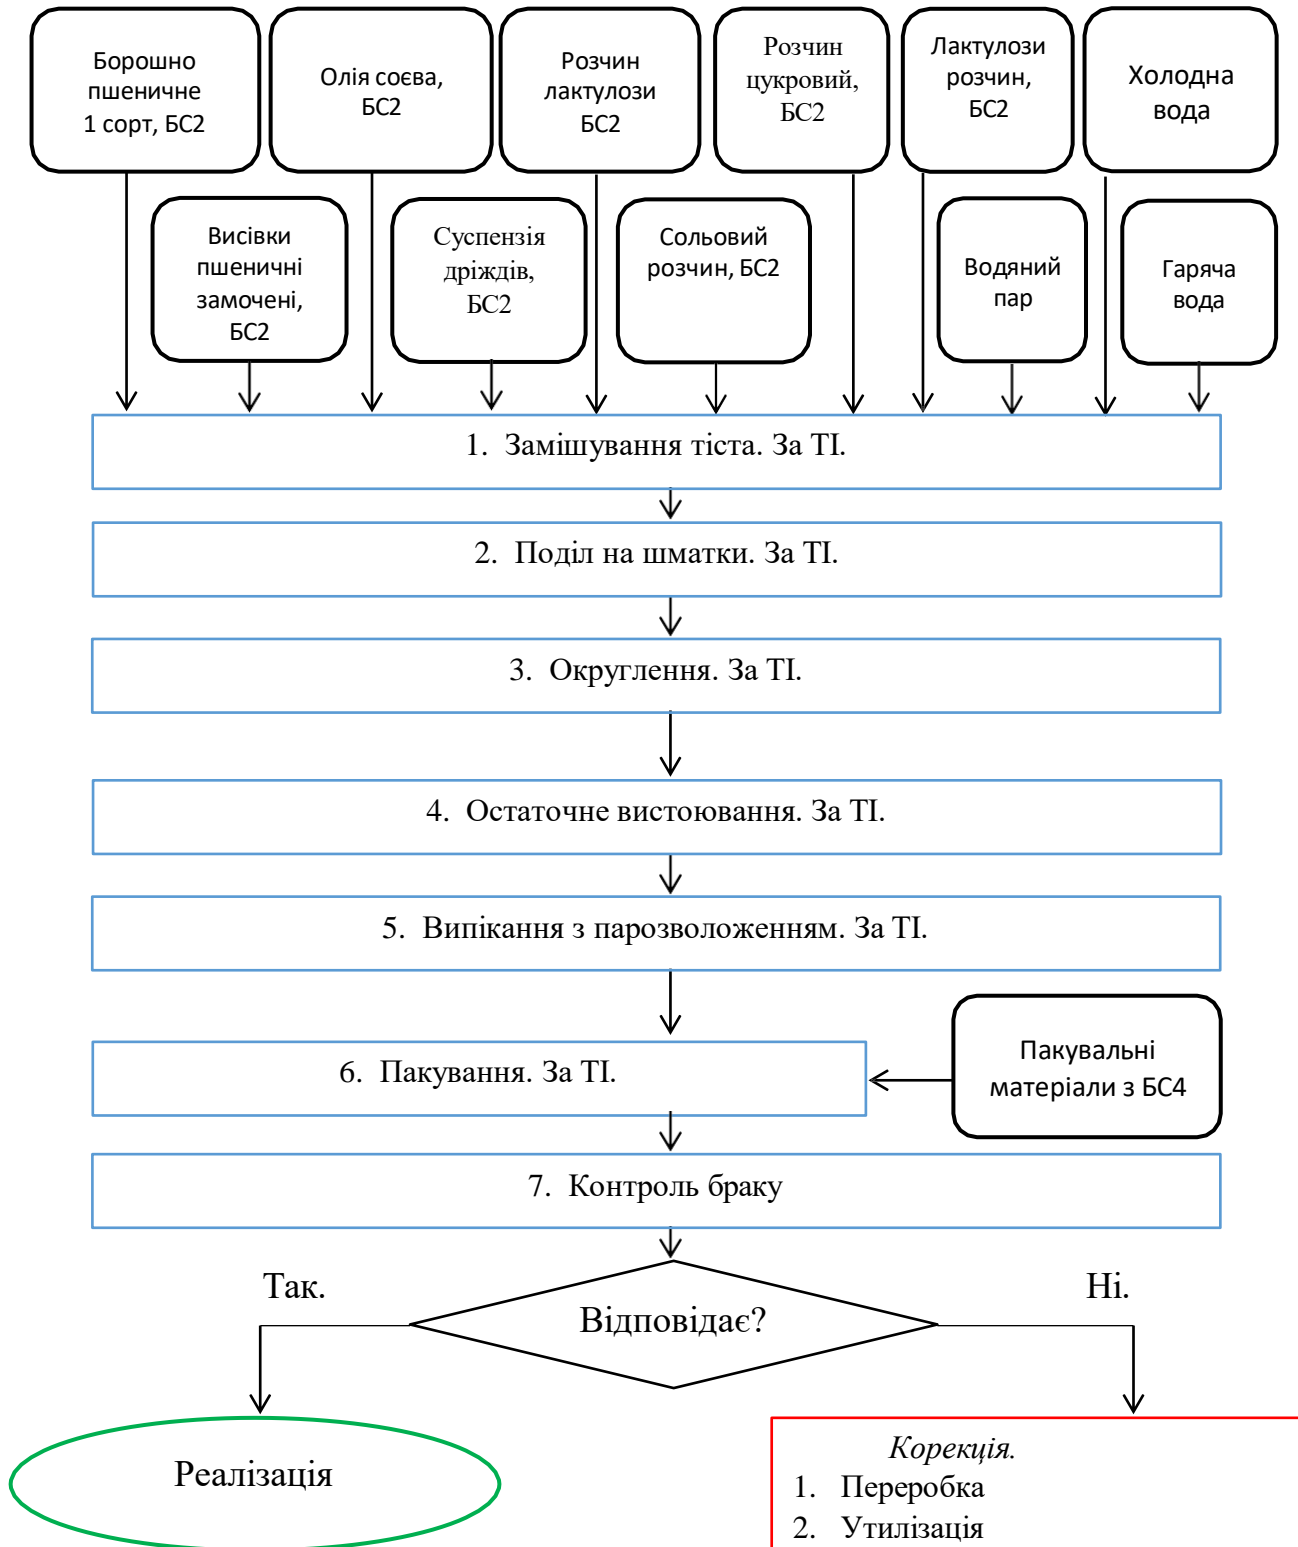 Борошно
пшеничне
1 сорт, БС2
Олія соєва,
БС2
Розчин
лактулози
БС2
Розчин
цукровий,
БС2
Лактулози
розчин,
БС2
Холодна
вода
Висівки
пшеничні
замочені,
БС2
Суспензія
дріждів,
БС2
Сольовий
розчин, БС2
Водяний
пар
Гаряча
вода
1. Замішування тіста. За ТІ.
2. Поділ на шматки. За ТІ.
3. Округлення. За ТІ.
4. Остаточне вистоювання. За ТІ.
5. Випікання з парозволоженням. За ТІ.
6. Пакування. За ТІ.
Пакувальні
матеріали з БС4
7. Контроль браку
Так.
Ні.
Відповідає?
Реалізація
Корекція.
1. Переробка
2. Утилізація